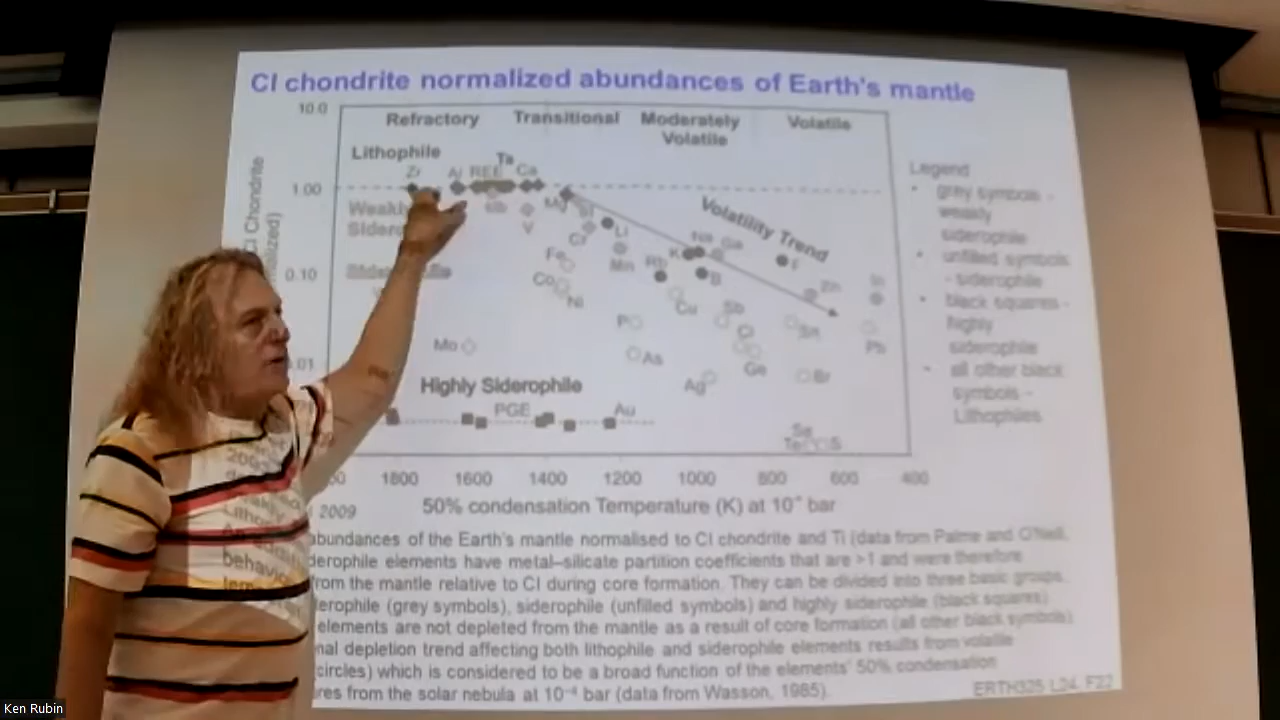 CI chondrite normalized abundances of Earth's mantle
10.0
Refractory Transitional Moderately Volatile Volatile
Lithophile
Zr Al REE Ta Ca
1.00
CI Chondrite
Weakly
Nb V Mg Si Cr Li
Volatility Trend
Fe Mn Rb K Na Ga B F Zn In
0.10
Co Ni Cu Sb
P As Sn Pb
Mo Ag Ge Br
.01
Highly Siderophile
PGE Au
Se
Te S
1800 1600 1400 1200 1000 800 600 400
50% condensation Temperature (K) at 10⁻⁴ bar
2009
Legend
• grey symbols -
weakly
siderophile
• unfilled symbols
- siderophile
• black squares -
highly
siderophile
• all other black
symbols -
Lithophiles
abundances of the Earth's mantle normalised to CI chondrite and Ti (data from Palme and O'Neill,
derophile elements have metal–silicate partition coefficients that are >1 and were therefore
from the mantle relative to CI during core formation. They can be divided into three basic groups,
derophile (grey symbols), siderophile (unfilled symbols) and highly siderophile (black squares)
elements are not depleted from the mantle as a result of core formation (all other black symbols)
nal depletion trend affecting both lithophile and siderophile elements results from volatile
circles) which is considered to be a broad function of the elements' 50% condensation
res from the solar nebula at 10⁻⁴ bar (data from Wasson, 1985).
ERTH325 L24, F22
Ken Rubin